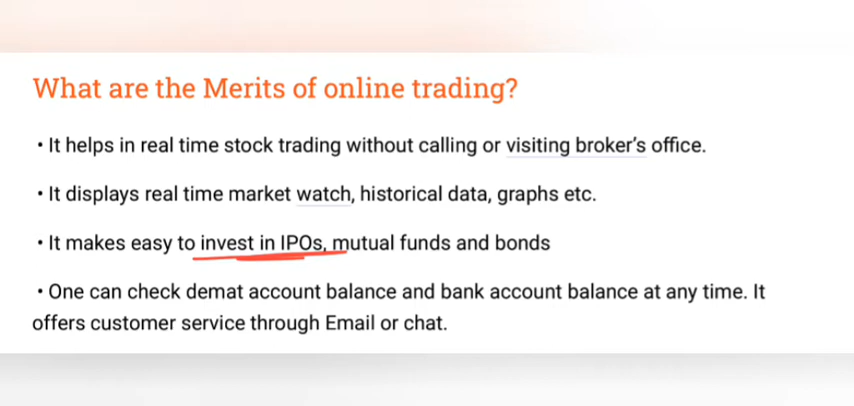 What are the Merits of online trading?
• It helps in real time stock trading without calling or visiting broker's office.
• It displays real time market watch, historical data, graphs etc.
• It makes easy to invest in IPOs, mutual funds and bonds
• One can check demat account balance and bank account balance at any time. It
offers customer service through Email or chat.